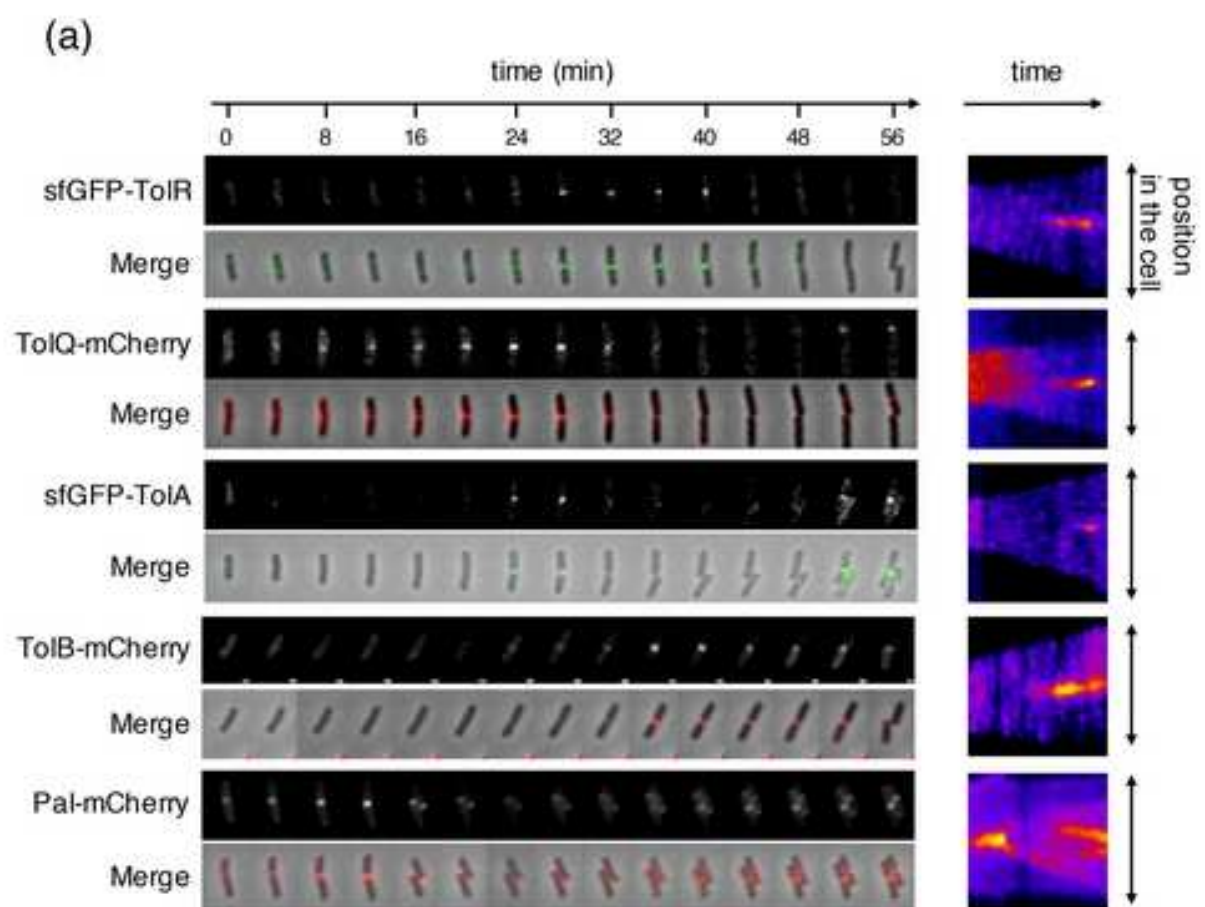 (a)
time (min)
time
0 8 16 24 32 40 48 56
sfGFP-TolR
Merge
position
in the cell
TolQ-mCherry
Merge
sfGFP-TolA
Merge
TolB-mCherry
Merge
Pal-mCherry
Merge